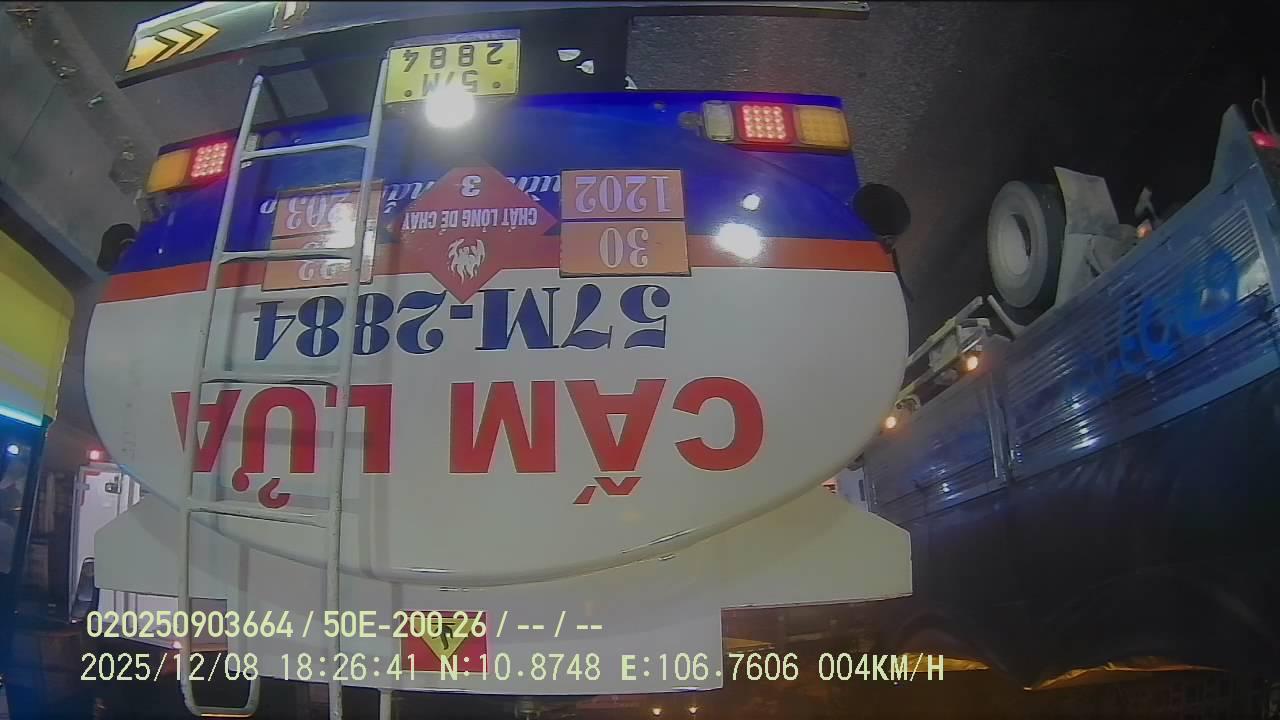 57M
2884
1202
30
3
CHẤT LỎNG DỄ CHÁY
57M-2884
CẤM LỬA
020250903664 / 50E-200.26 / -- / --
2025/12/08 18:26:41 N:10.8748 E:106.7606 004KM/H